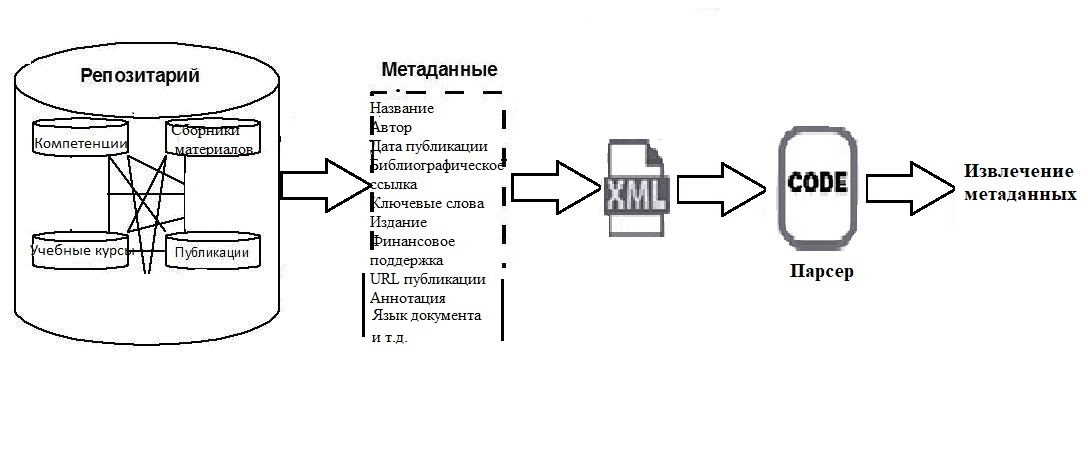 Репозитарий
Компетенции
Сборники
материалов
Учебные курсы
Публикации
Метаданные
Название
Автор
Дата публикации
Библиографическое
ссылка
Ключевые слова
Издание
Финансовое
поддержка
URL публикации
Аннотация
Язык документа
и т.д.
XML
CODE
Парсер
Извлечение
метаданных